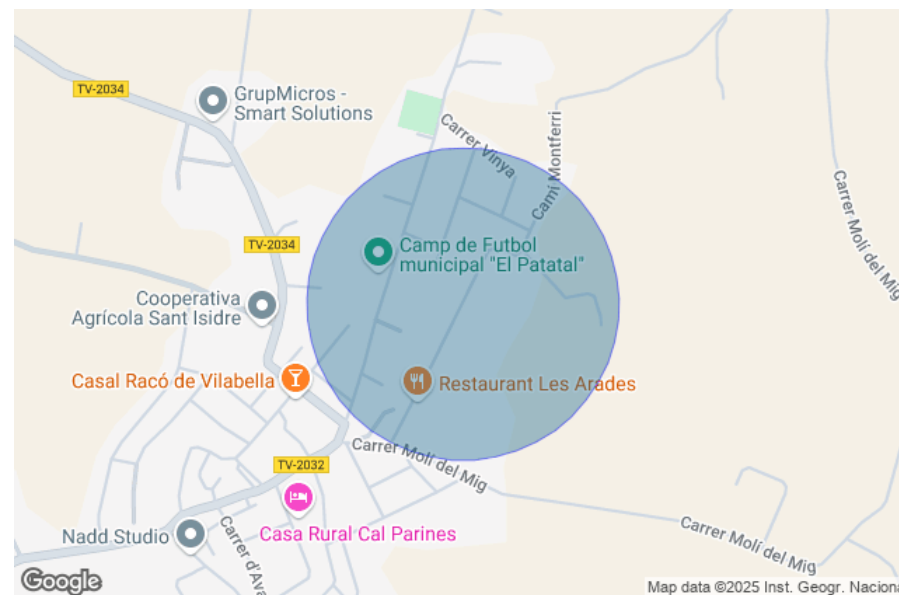 TV-2034
GrupMicros -
Smart Solutions
Carrer Vinya
Camí Montferri
Carrer Molí del Mig
TV-2034
Camp de Futbol
municipal "El Patatal"
Cooperativa
Agrícola Sant Isidre
Casal Racó de Vilabella
Restaurant Les Arades
Carrer Molí del Mig
TV-2032
Casa Rural Cal Parines
Nadd Studio
Carrer d'Ava
Carrer Molí del Mig
Google
Map data ©2025 Inst. Geogr. Naciona